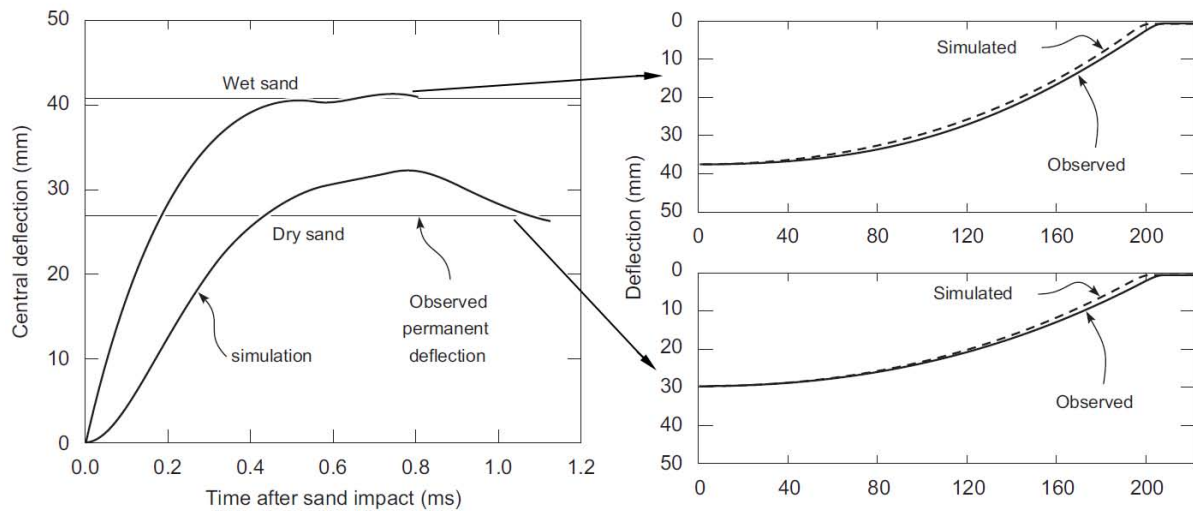 50
40
30
20
10
0
Central deflection (mm)
Wet sand
Dry sand
simulation
Observed
permanent
deflection
0.0 0.2 0.4 0.6 0.8 1.0 1.2
Time after sand impact (ms)
Deflection (mm)
0
10
20
30
40
50
Simulated
Observed
0 40 80 120 160 200
0
10
20
30
40
50
Simulated
Observed
0 40 80 120 160 200